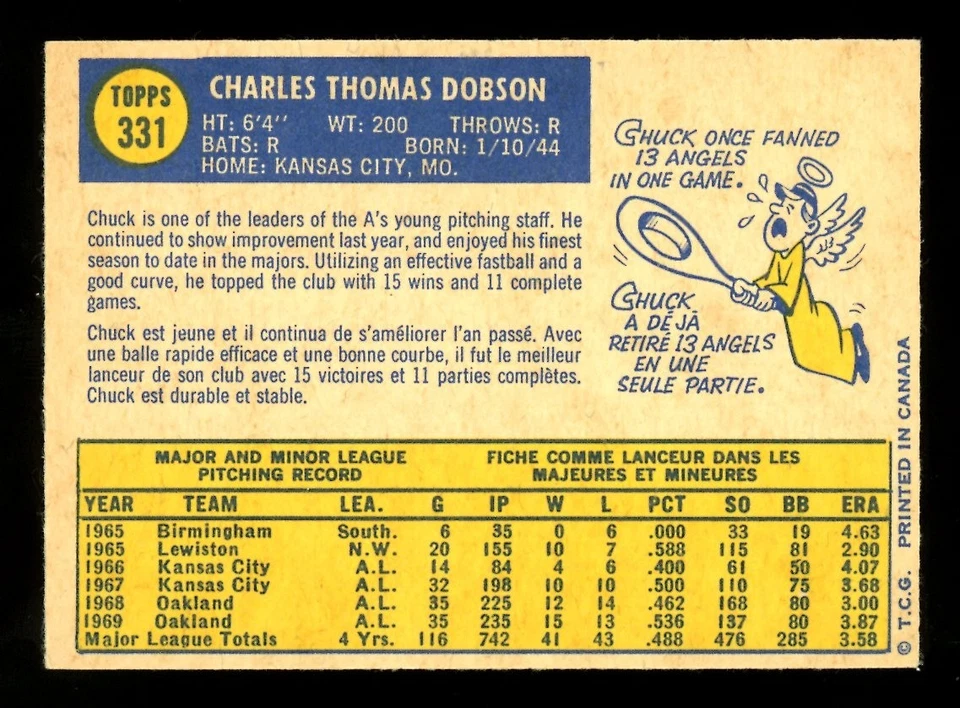 TOPPS
331
CHARLES THOMAS DOBSON
HT: 6'4" WT: 200 THROWS: R
BATS: R BORN: 1/10/44
HOME: KANSAS CITY, MO.
Chuck is one of the leaders of the A's young pitching staff. He
continued to show improvement last year, and enjoyed his finest
season to date in the majors. Utilizing an effective fastball and a
good curve, he topped the club with 15 wins and 11 complete
games.
Chuck est jeune et il continua de s'améliorer l'an passé. Avec
une balle rapide efficace et une bonne courbe, il fut le meilleur
lanceur de son club avec 15 victoires et 11 parties complètes.
Chuck est durable et stable.
CHUCK ONCE FANNED
13 ANGELS
IN ONE GAME.
CHUCK
A DÉJÀ
RETIRÉ 13 ANGELS
EN UNE
SEULE PARTIE.
MAJOR AND MINOR LEAGUE
PITCHING RECORD
FICHE COMME LANCEUR DANS LES
MAJEURES ET MINEURES
YEAR TEAM LEA. G IP W L PCT SO BB ERA
1965 Birmingham South. 6 35 0 6 .000 33 19 4.63
1965 Lewiston N.W. 20 155 10 7 .588 115 81 2.90
1966 Kansas City A.L. 14 84 4 6 .400 61 50 4.07
1967 Kansas City A.L. 32 198 10 10 .500 110 75 3.68
1968 Oakland A.L. 35 225 12 14 .462 168 80 3.00
1969 Oakland A.L. 35 235 15 13 .536 137 80 3.87
Major League Totals 4 Yrs. 116 742 41 43 .488 476 285 3.58
© T.C.G. PRINTED IN CANADA